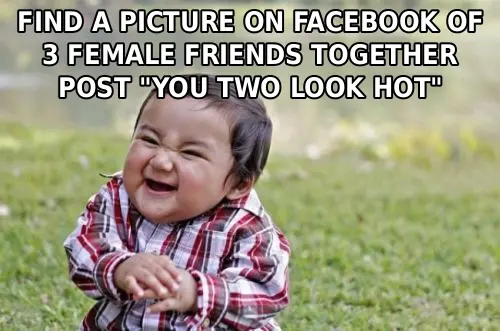 FIND A PICTURE ON FACEBOOK OF
3 FEMALE FRIENDS TOGETHER
POST "YOU TWO LOOK HOT"